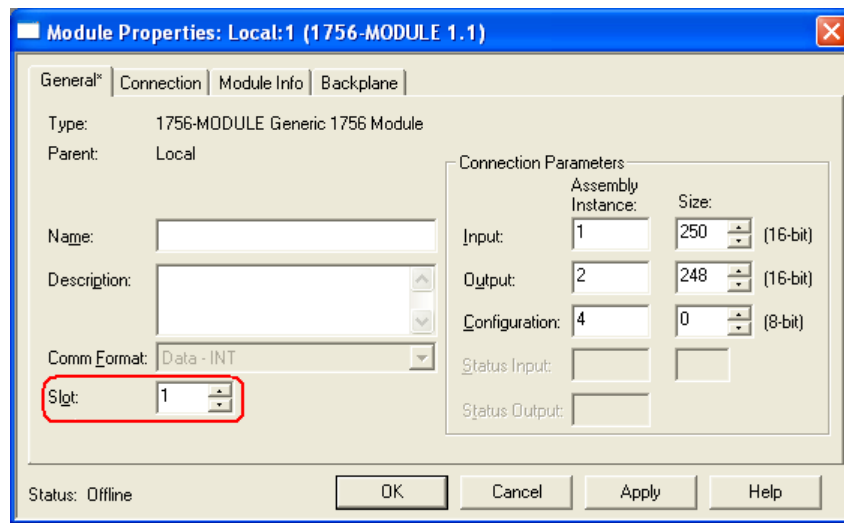 Module Properties: Local:1 (1756-MODULE 1.1)
General* Connection Module Info Backplane
Type: 1756-MODULE Generic 1756 Module
Parent: Local
Connection Parameters
Assembly Instance: Size:
Name: Input: 1 250 (16-bit)
Description: Output: 2 248 (16-bit)
Configuration: 4 0 (8-bit)
Comm Format: Data - INT Status Input:
Slot: 1
Status Output:
Status: Offline OK Cancel Apply Help